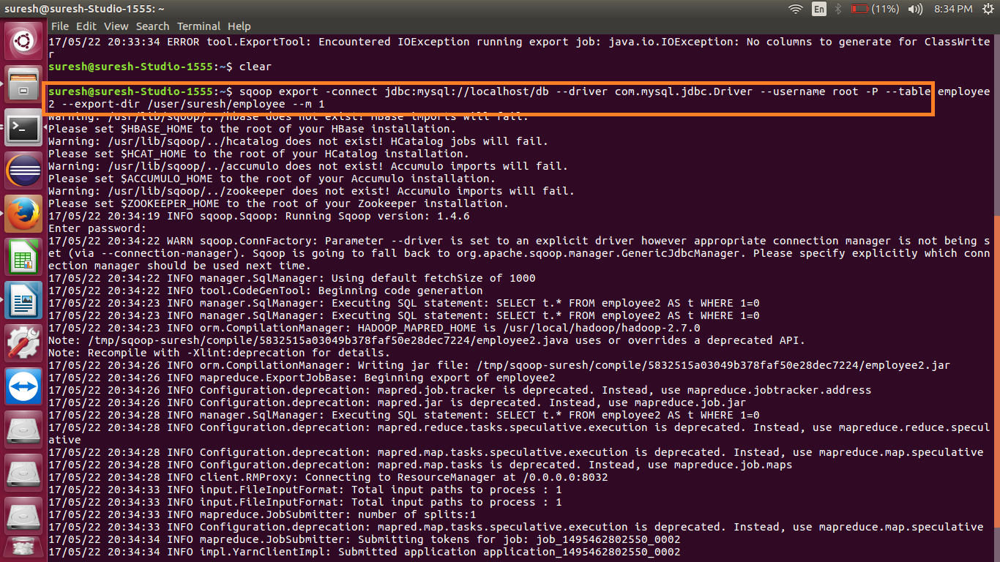 suresh@suresh-Studio-1555: ~
En
(11%)
8:34 PM
File Edit View Search Terminal Help
17/05/22 20:33:34 ERROR tool.ExportTool: Encountered IOException running export job: java.io.IOException: No columns to generate for ClassWrite
r
suresh@suresh-Studio-1555:~$ clear
suresh@suresh-Studio-1555:~$ sqoop export -connect jdbc:mysql://localhost/db --driver com.mysql.jdbc.Driver --username root -P --table employee
2 --export-dir /user/suresh/employee --m 1
Warning: /usr/lib/sqoop/../hbase does not exist! HBase imports will fail.
Please set $HBASE_HOME to the root of your HBase installation.
Warning: /usr/lib/sqoop/../hcatalog does not exist! HCatalog jobs will fail.
Please set $HCAT_HOME to the root of your HCatalog installation.
Warning: /usr/lib/sqoop/../accumulo does not exist! Accumulo imports will fail.
Please set $ACCUMULO_HOME to the root of your Accumulo installation.
Warning: /usr/lib/sqoop/../zookeeper does not exist! Accumulo imports will fail.
Please set $ZOOKEEPER_HOME to the root of your Zookeeper installation.
17/05/22 20:34:19 INFO sqoop.Sqoop: Running Sqoop version: 1.4.6
Enter password:
17/05/22 20:34:22 WARN sqoop.ConnFactory: Parameter --driver is set to an explicit driver however appropriate connection manager is not being s
et (via --connection-manager). Sqoop is going to fall back to org.apache.sqoop.manager.GenericJdbcManager. Please specify explicitly which conn
ection manager should be used next time.
17/05/22 20:34:22 INFO manager.SqlManager: Using default fetchSize of 1000
17/05/22 20:34:22 INFO tool.CodeGenTool: Beginning code generation
17/05/22 20:34:23 INFO manager.SqlManager: Executing SQL statement: SELECT t.* FROM employee2 AS t WHERE 1=0
17/05/22 20:34:23 INFO manager.SqlManager: Executing SQL statement: SELECT t.* FROM employee2 AS t WHERE 1=0
17/05/22 20:34:23 INFO orm.CompilationManager: HADOOP_MAPRED_HOME is /usr/local/hadoop/hadoop-2.7.0
Note: /tmp/sqoop-suresh/compile/5832515a03049b378faf50e28dec7224/employee2.java uses or overrides a deprecated API.
Note: Recompile with -Xlint:deprecation for details.
17/05/22 20:34:26 INFO orm.CompilationManager: Writing jar file: /tmp/sqoop-suresh/compile/5832515a03049b378faf50e28dec7224/employee2.jar
17/05/22 20:34:26 INFO mapreduce.ExportJobBase: Beginning export of employee2
17/05/22 20:34:26 INFO Configuration.deprecation: mapred.job.tracker is deprecated. Instead, use mapreduce.jobtracker.address
17/05/22 20:34:26 INFO Configuration.deprecation: mapred.jar is deprecated. Instead, use mapreduce.job.jar
17/05/22 20:34:28 INFO manager.SqlManager: Executing SQL statement: SELECT t.* FROM employee2 AS t WHERE 1=0
17/05/22 20:34:28 INFO Configuration.deprecation: mapred.reduce.tasks.speculative.execution is deprecated. Instead, use mapreduce.reduce.specul
ative
17/05/22 20:34:28 INFO Configuration.deprecation: mapred.map.tasks.speculative.execution is deprecated. Instead, use mapreduce.map.speculative
17/05/22 20:34:28 INFO Configuration.deprecation: mapred.map.tasks is deprecated. Instead, use mapreduce.job.maps
17/05/22 20:34:28 INFO client.RMProxy: Connecting to ResourceManager at /0.0.0.0:8032
17/05/22 20:34:33 INFO input.FileInputFormat: Total input paths to process : 1
17/05/22 20:34:33 INFO input.FileInputFormat: Total input paths to process : 1
17/05/22 20:34:33 INFO mapreduce.JobSubmitter: number of splits:1
17/05/22 20:34:33 INFO Configuration.deprecation: mapred.map.tasks.speculative.execution is deprecated. Instead, use mapreduce.map.speculative
17/05/22 20:34:34 INFO mapreduce.JobSubmitter: Submitting tokens for job: job_1495462802550_0002
17/05/22 20:34:34 INFO impl.YarnClientImpl: Submitted application application_1495462802550_0002